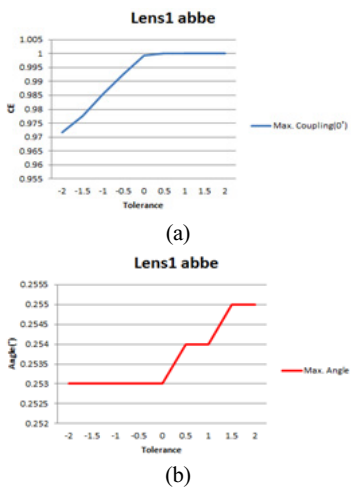 Lens1 abbe
1.005
1
0.995
0.99
0.985
0.98
0.975
0.97
0.965
0.96
0.955
CE
-2 -1.5 -1 -0.5 0 0.5 1 1.5 2
Tolerance
Max. Coupling(0°)
(a)
Lens1 abbe
0.2555
0.255
0.2545
0.254
0.2535
0.253
0.2525
0.252
Angle(°)
-2 -1.5 -1 -0.5 0 0.5 1 1.5 2
Tolerance
Max. Angle
(b)